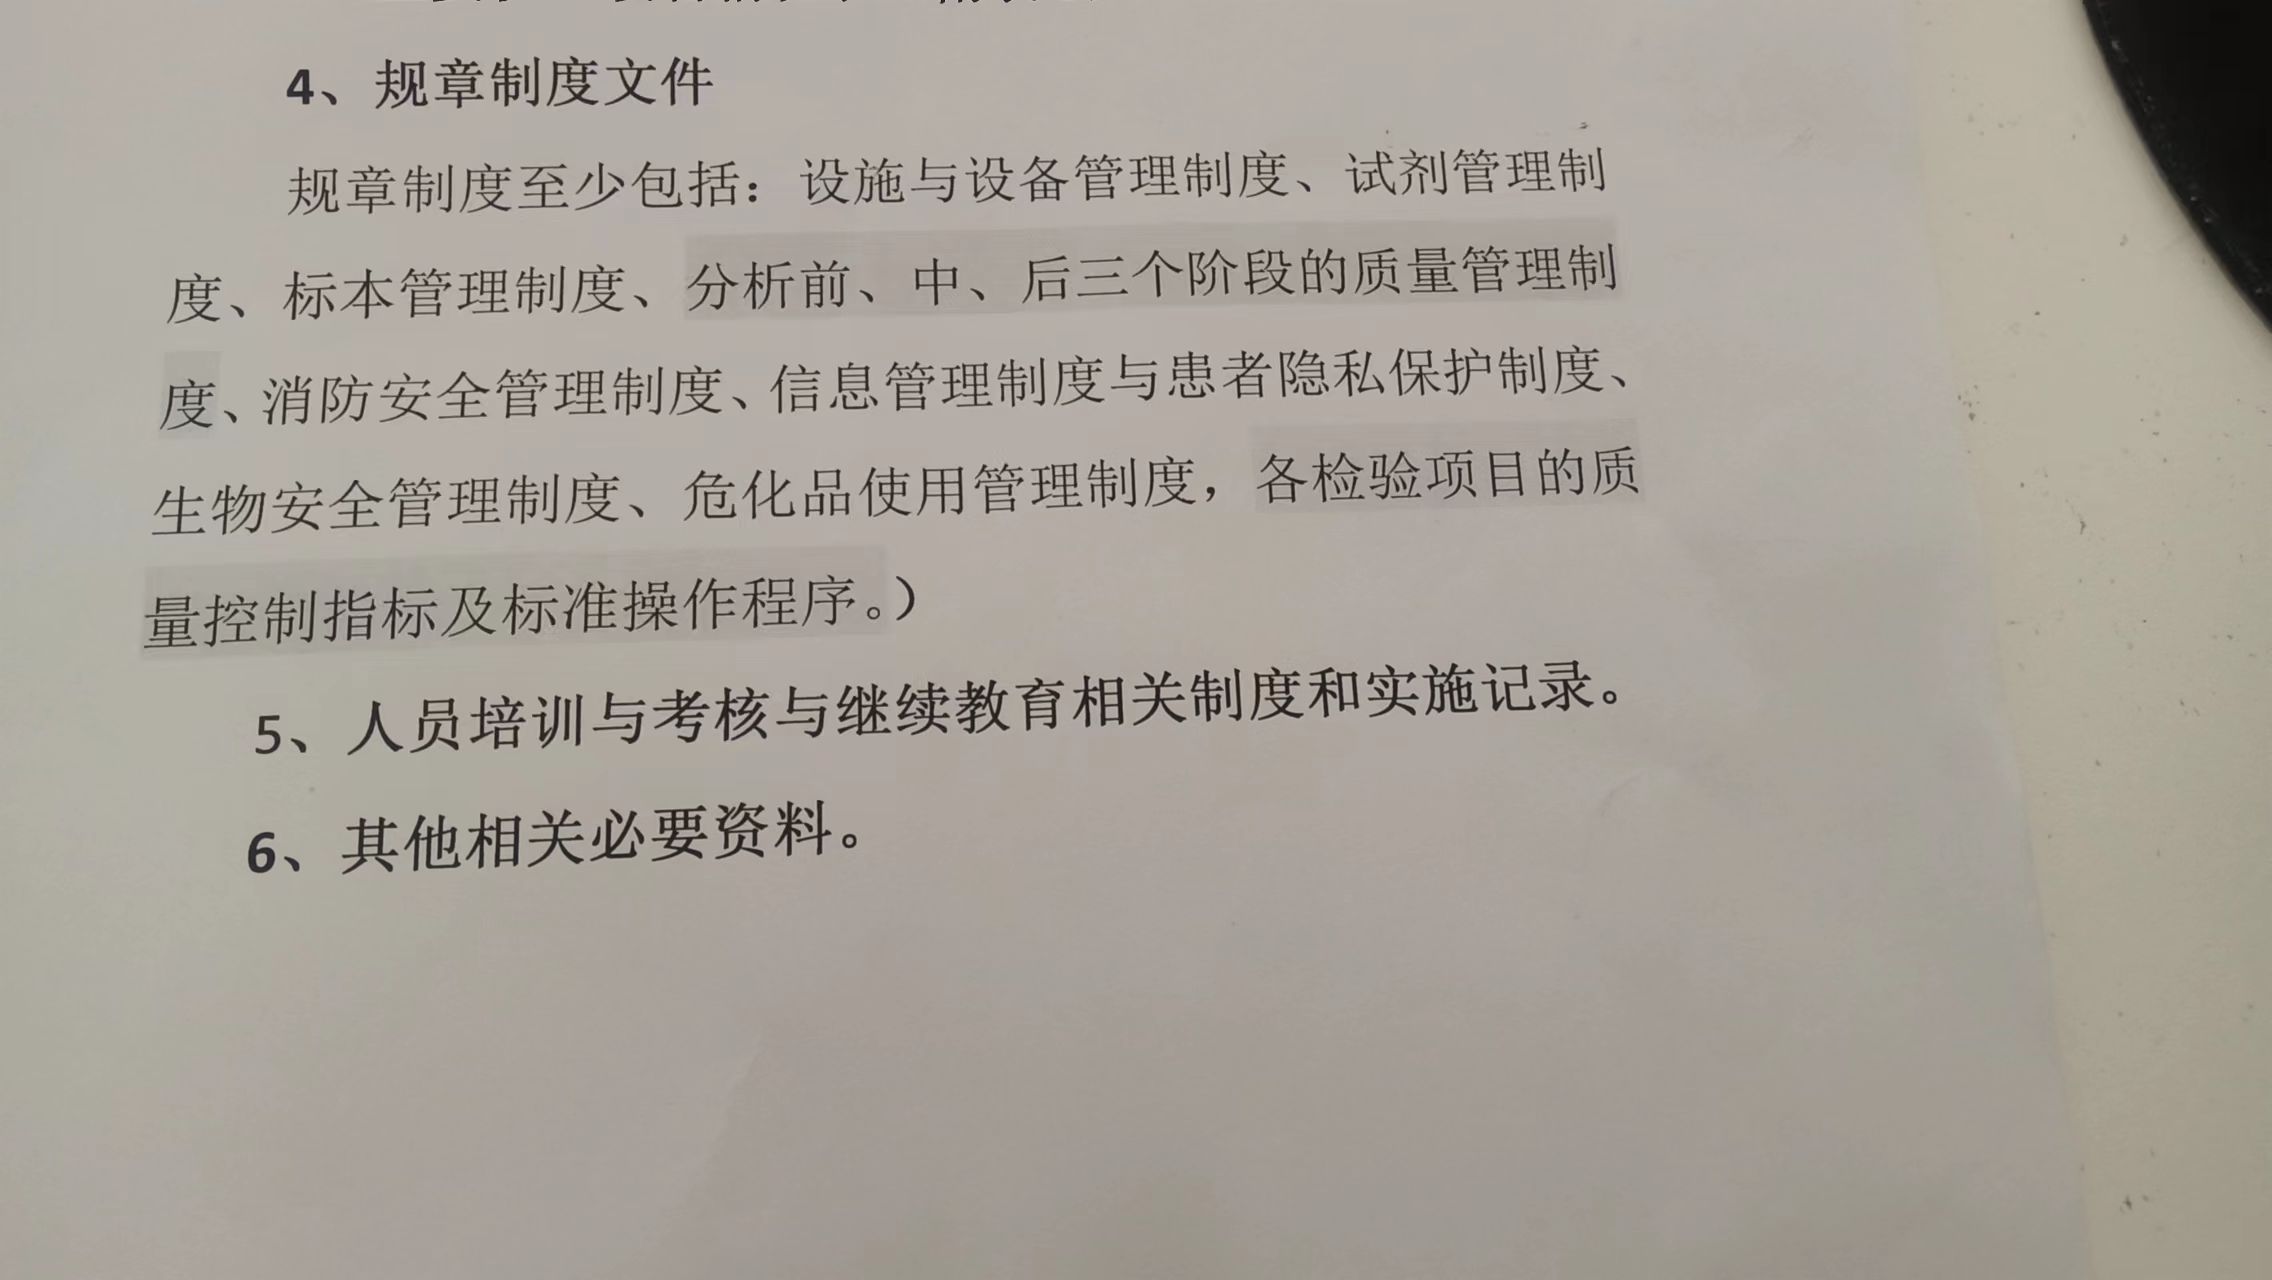 4、规章制度文件
规章制度至少包括：设施与设备管理制度、试剂管理制
度、标本管理制度、分析前、中、后三个阶段的质量管理制
度、消防安全管理制度、信息管理制度与患者隐私保护制度、
生物安全管理制度、危化品使用管理制度，各检验项目的质
量控制指标及标准操作程序。）
5、人员培训与考核与继续教育相关制度和实施记录。
6、其他相关必要资料。